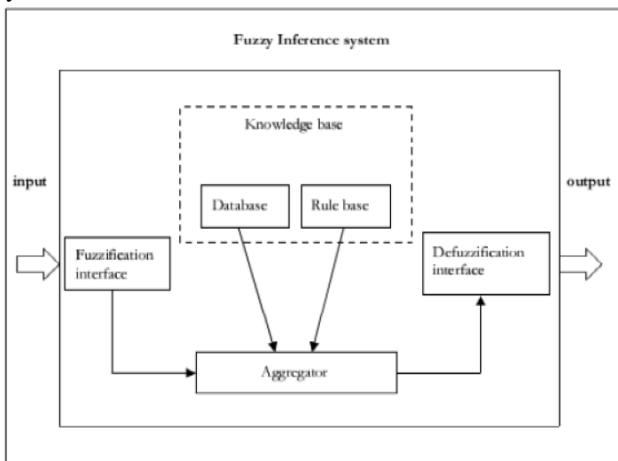 y
Fuzzy Inference system
Knowledge base
input
output
Database
Rule base
Fuzzification
interface
Defuzzification
interface
Aggregator